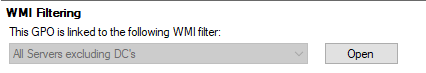 WMI Filtering
This GPO is linked to the following WMI filter:
All Servers excluding DC's
Open